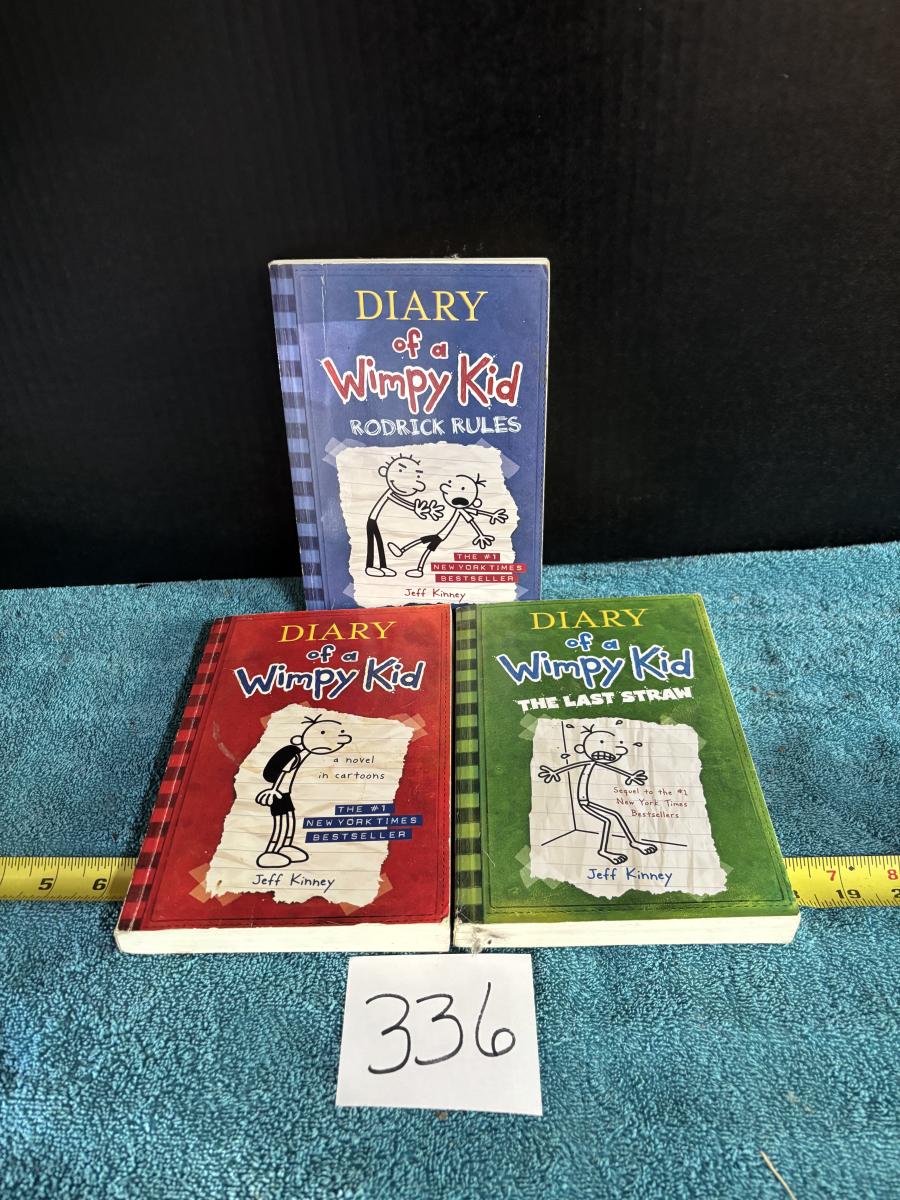 DIARY
of a
Wimpy Kid
RODRICK RULES
THE #1
NEW YORK TIMES
BESTSELLER
Jeff Kinney
DIARY
of a
Wimpy Kid
a novel
in cartoons
THE #1
NEW YORK TIMES
BESTSELLER
Jeff Kinney
DIARY
of a
Wimpy Kid
THE LAST STRAW
Sequel to the #1
New York Times
Bestsellers
Jeff Kinney
5 6
7 8
19 20
336